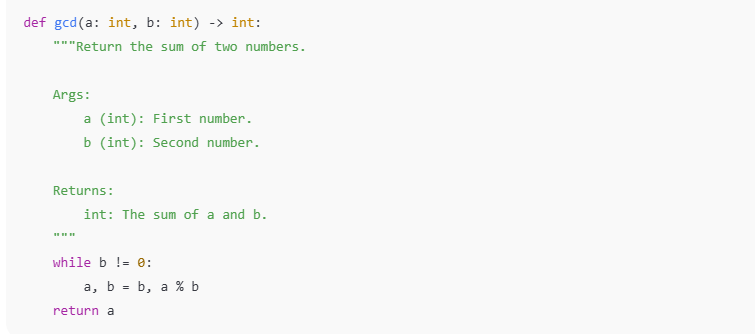 def gcd(a: int, b: int) -> int:
    """Return the sum of two numbers.

    Args:
        a (int): First number.
        b (int): Second number.

    Returns:
        int: The sum of a and b.
    """
    while b != 0:
        a, b = b, a % b
    return a